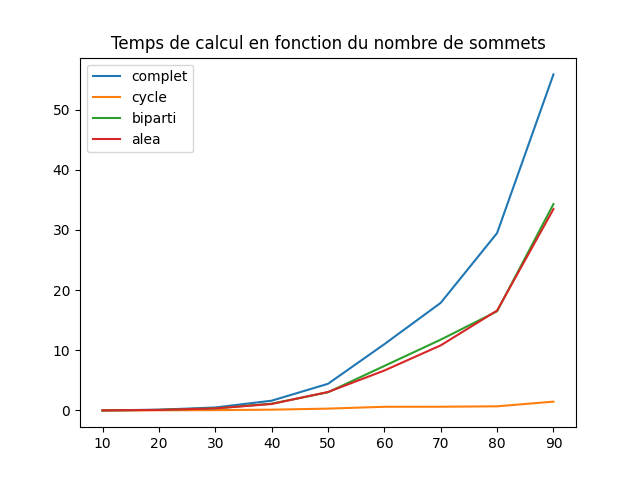 Temps de calcul en fonction du nombre de sommets
complet
cycle
biparti
alea
50
40
30
20
10
0
10 20 30 40 50 60 70 80 90